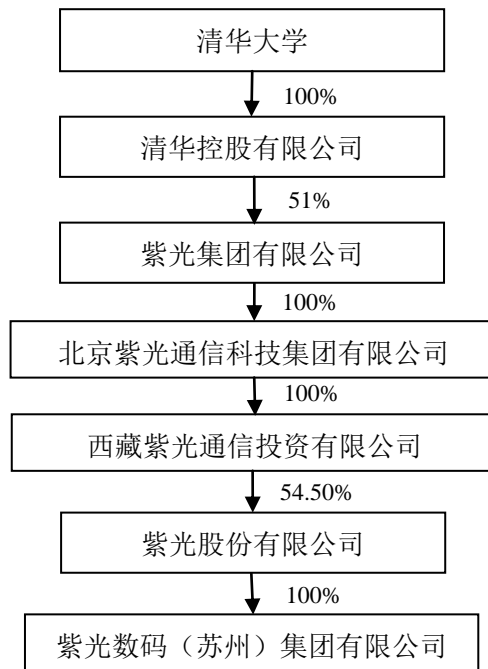 清华大学
100%
清华控股有限公司
51%
紫光集团有限公司
100%
北京紫光通信科技集团有限公司
100%
西藏紫光通信投资有限公司
54.50%
紫光股份有限公司
100%
紫光数码（苏州）集团有限公司